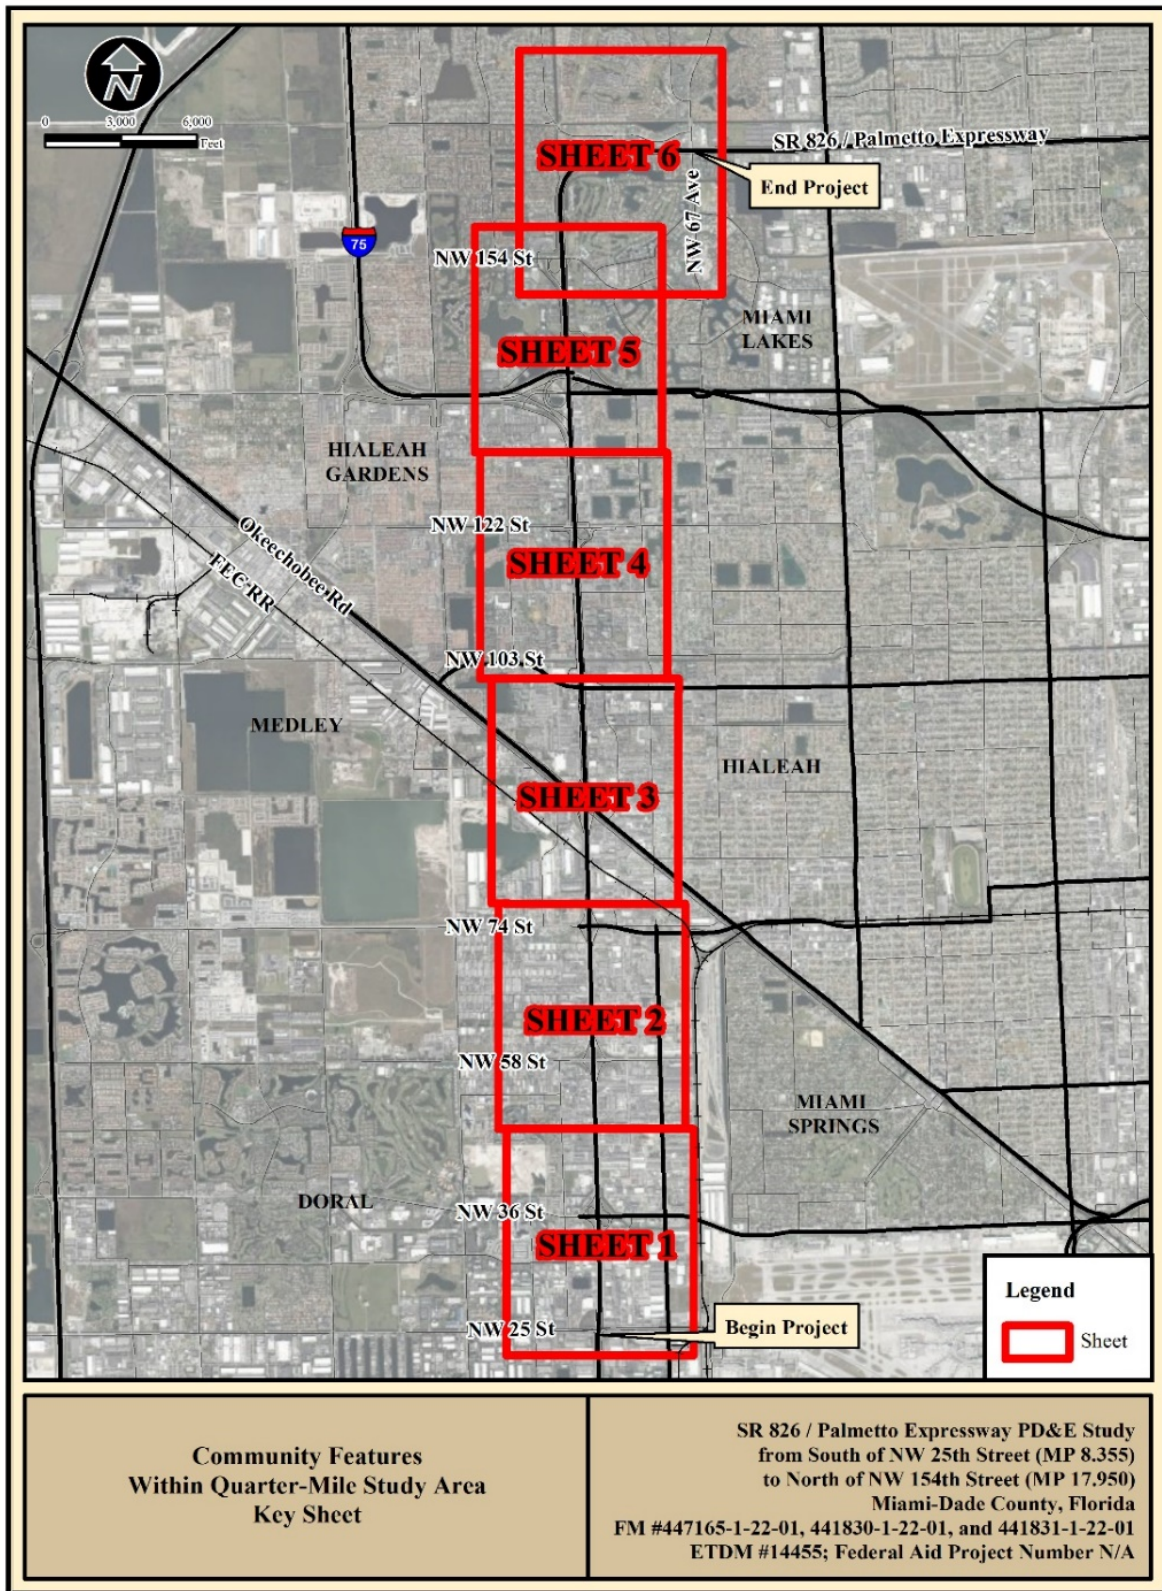 N
0 3,000 6,000
Feet
SR 826 / Palmetto Expressway
SHEET 6
End Project
NW 67 Ave
75
NW 154 St
MIAMI
LAKES
SHEET 5
HIALEAH
GARDENS
NW 122 St
Okeechobee Rd
SHEET 4
FEC RR
NW 103 St
MEDLEY
HIALEAH
SHEET 3
NW 74 St
SHEET 2
NW 58 St
MIAMI
SPRINGS
DORAL
NW 36 St
SHEET 1
Legend
Sheet
NW 25 St
Begin Project
Community Features
Within Quarter-Mile Study Area
Key Sheet
SR 826 / Palmetto Expressway PD&E Study
from South of NW 25th Street (MP 8.355)
to North of NW 154th Street (MP 17.950)
Miami-Dade County, Florida
FM #447165-1-22-01, 441830-1-22-01, and 441831-1-22-01
ETDM #14455; Federal Aid Project Number N/A